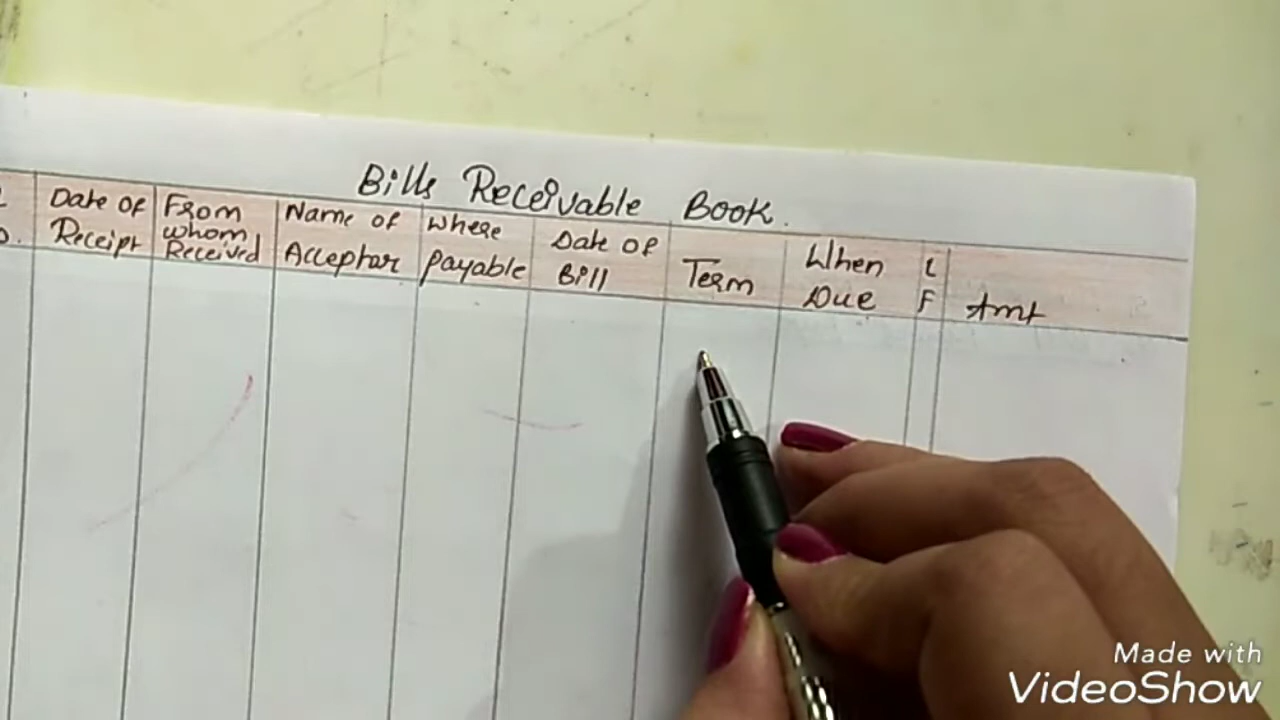 Bills Receivable Book.
Date of
Receipt
From
whom
Received
Name of
Acceptar
Where
payable
Date of
Bill
Term
When
Due
L
F
Amt
Made with
VideoShow